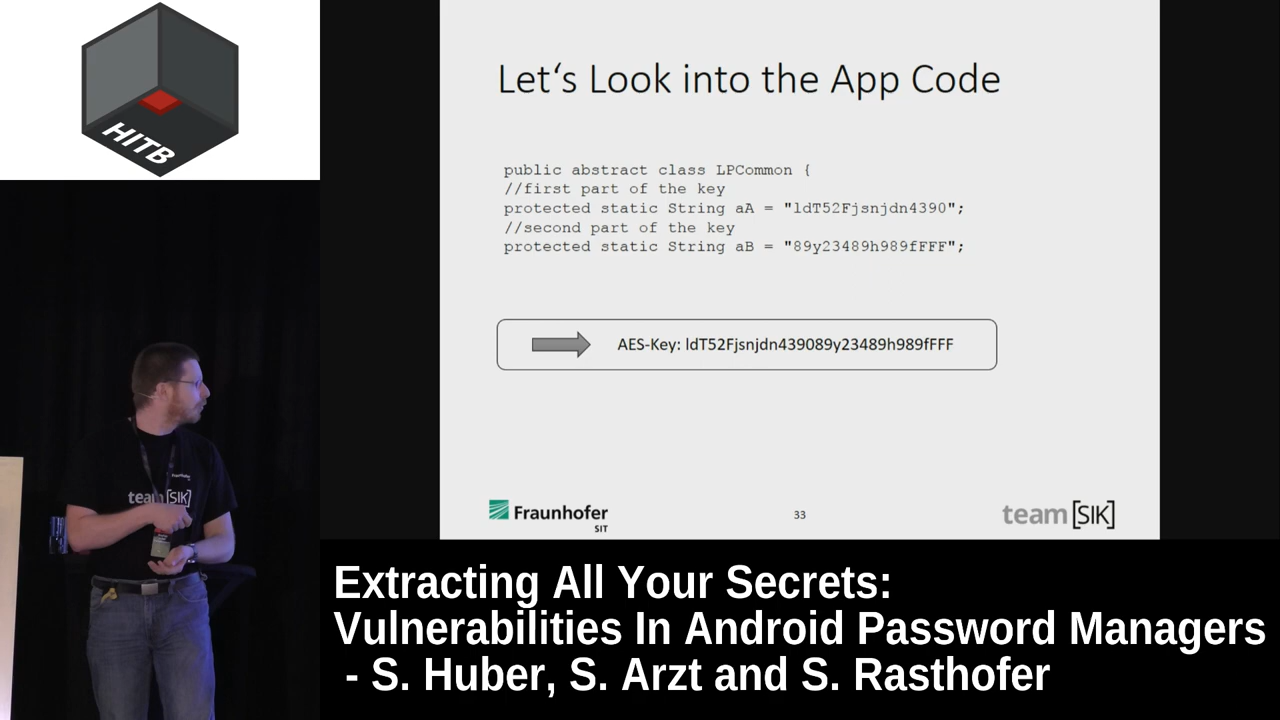 HITB
Let‘s Look into the App Code
public abstract class LPCommon {
//first part of the key
protected static String aA = "ldT52Fjsnjdn4390";
//second part of the key
protected static String aB = "89y23489h989fFFF";
AES-Key: ldT52Fjsnjdn439089y23489h989fFFF
Fraunhofer
SIT
33
team[SIK]
Fraunhofer
team[SIK]
Extracting All Your Secrets:
Vulnerabilities In Android Password Managers
- S. Huber, S. Arzt and S. Rasthofer